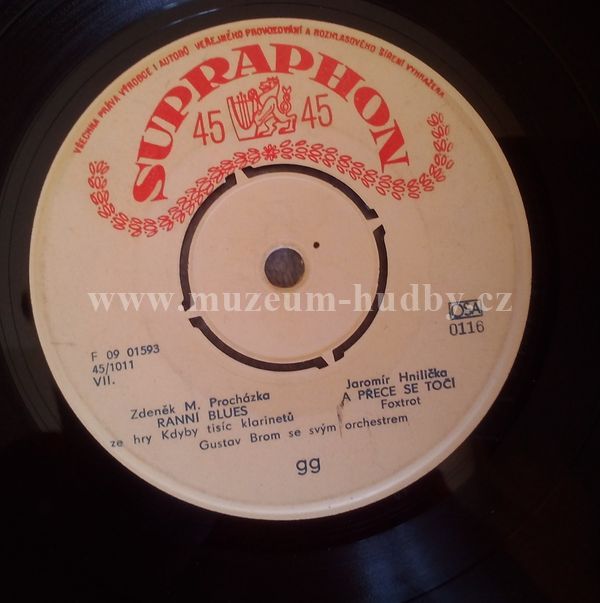 VŠECHNA PRÁVA VÝROBCE I AUTORŮ VEŘEJNÉHO PROVOZOVÁNÍ A ROZHLASOVÉHO ŠÍŘENÍ VYHRAŽENA
SUPRAPHON
45 45
www.muzeum-hudby.cz
OSA
0116
F 09 01593
45/1011
VII.
Zdeněk M. Procházka
RANNÍ BLUES
ze hry Kdyby tisíc klarinetů
Jaromír Hnilička
A PŘECE SE TOČÍ
Foxtrot
Gustav Brom se svým orchestrem
gg